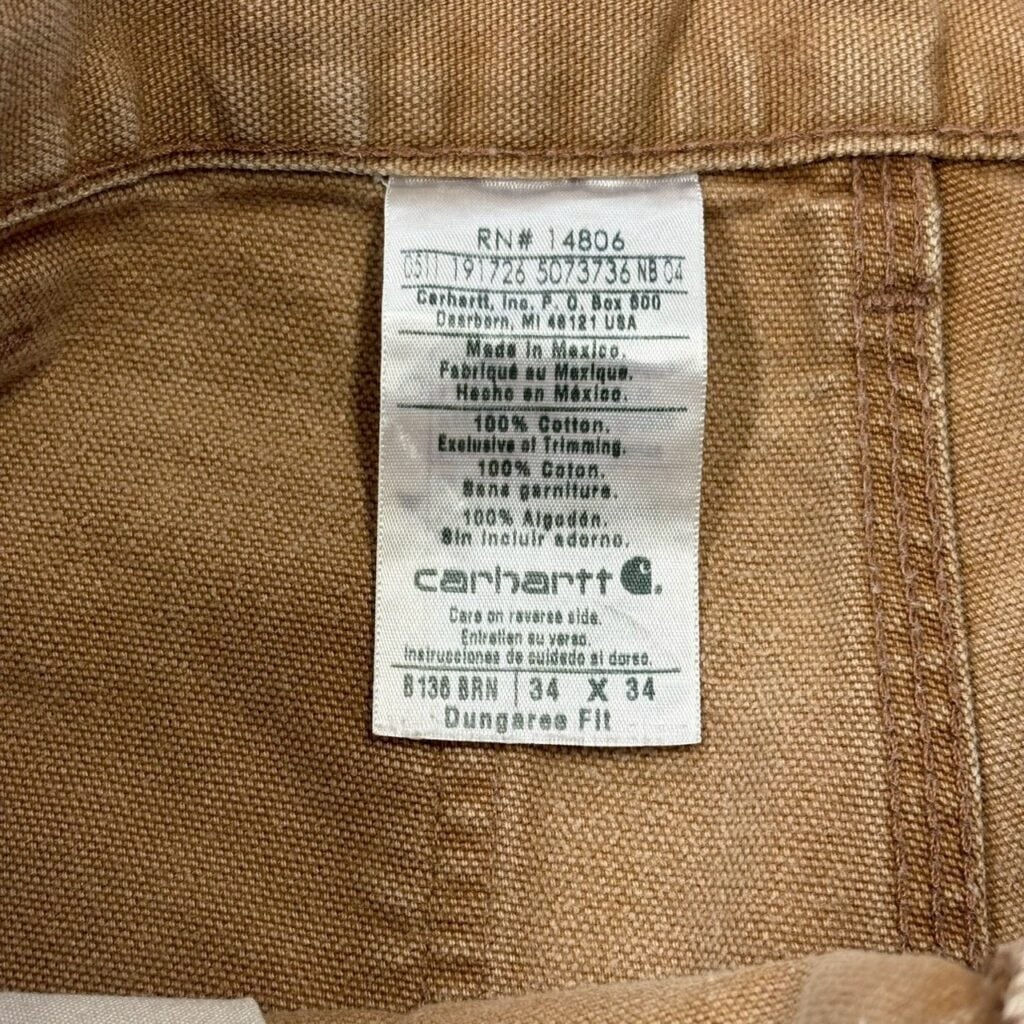 RN# 14806
0511 191726 5073736 NB 04
Carhartt, Inc. P. O. Box 600
Dearborn, MI 48121 USA
Made in Mexico.
Fabriqué au Mexique.
Hecho en México.
100% Cotton.
Exclusive of Trimming.
100% Coton.
Sans garniture.
100% Algodón.
Sin incluir adorno.
carhartt
Care on reverse side.
Entretien au verso.
Instrucciones de cuidado al dorso.
B136 BRN | 34 X 34
Dungaree Fit